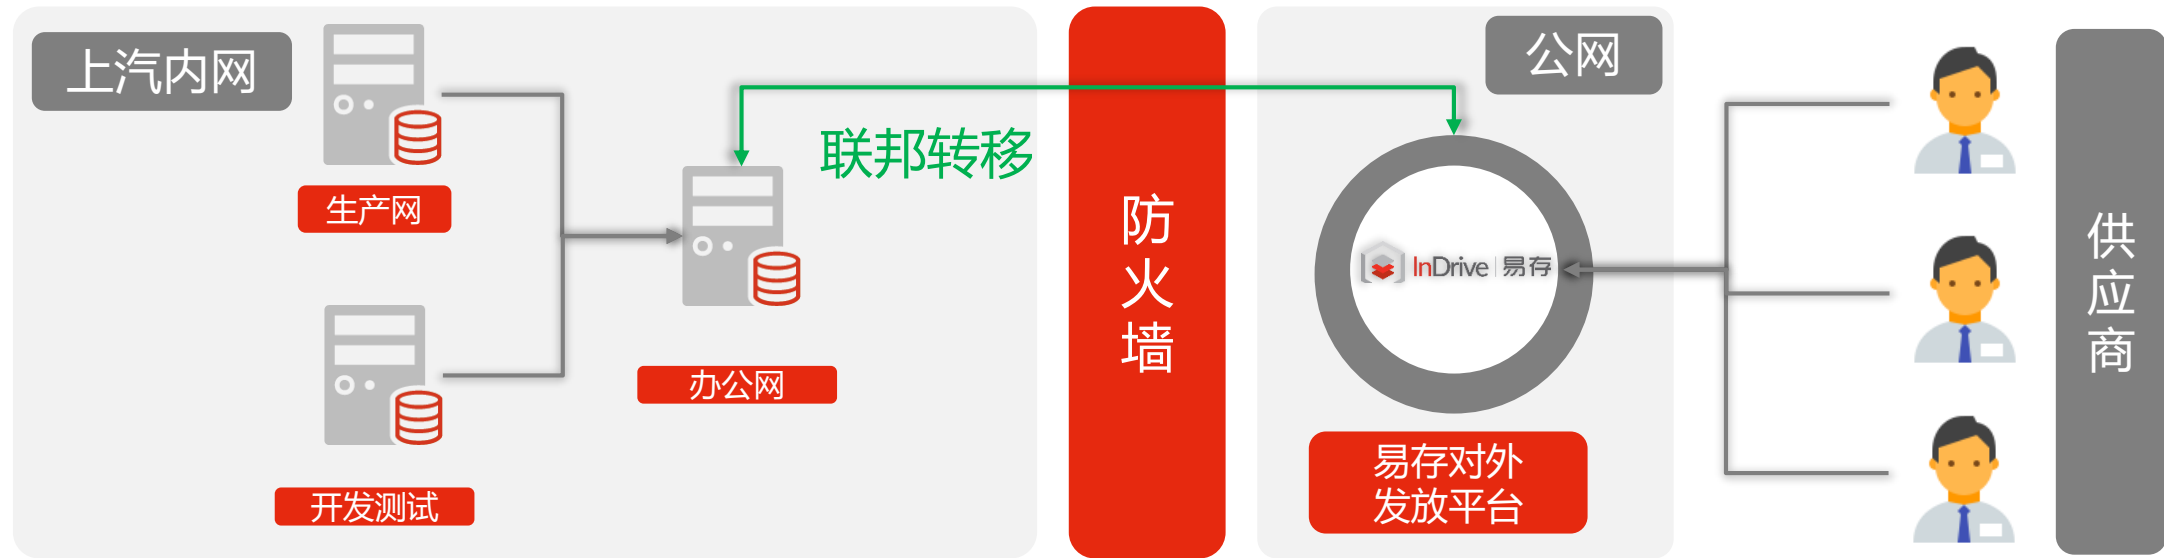 上汽内网
生产网
开发测试
办公网
联邦转移
防
火
墙
公网
InDrive 易存
易存对外
发放平台
供
应
商